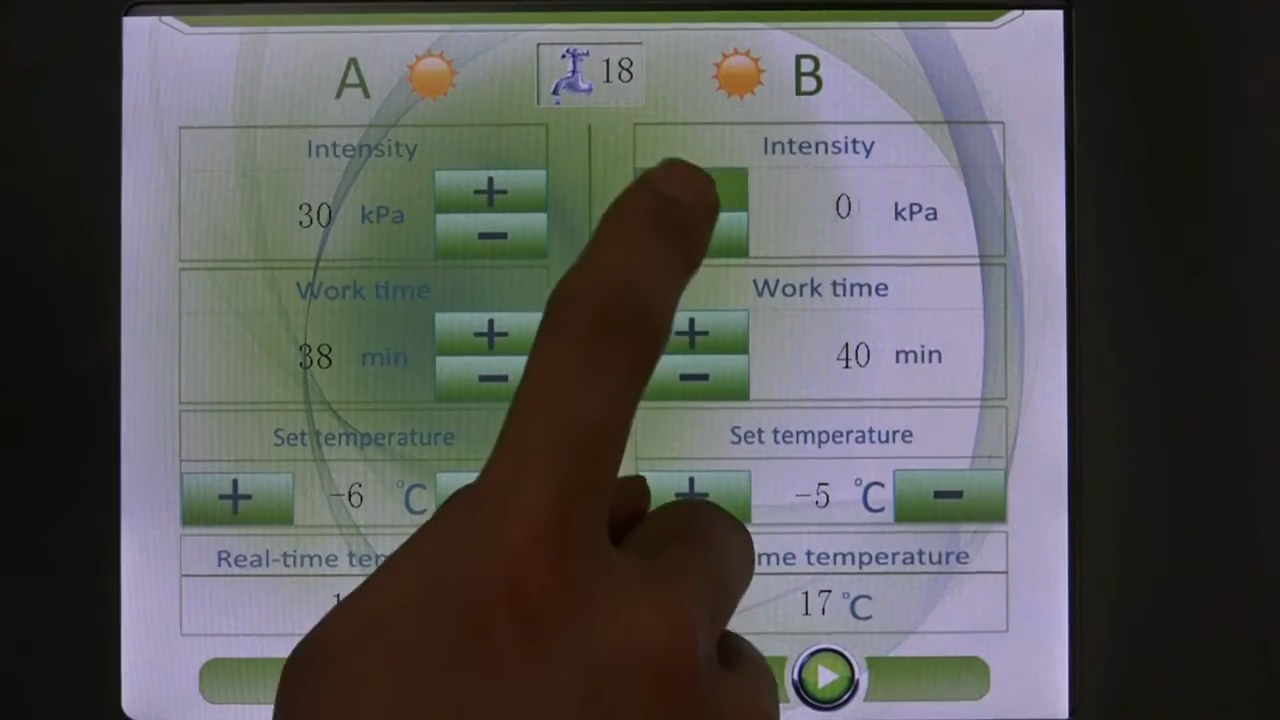 A 18 B
Intensity Intensity
30 kPa + − 0 kPa
Work time Work time
38 min + − + − 40 min
Set temperature Set temperature
+ −6 °C + −5 °C −
Real-time me temperature
17 °C